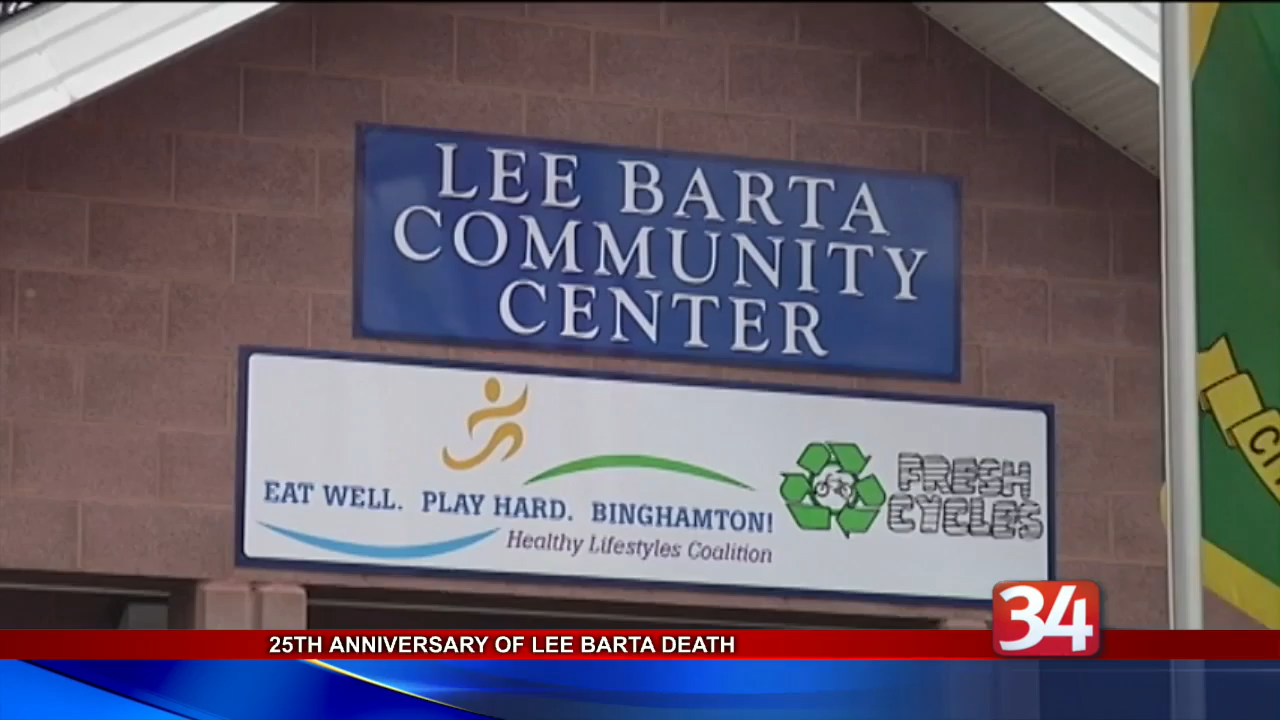 LEE BARTA
COMMUNITY
CENTER
EAT WELL. PLAY HARD. BINGHAMTON!
Healthy Lifestyles Coalition
FRESH
CYCLES
34
25TH ANNIVERSARY OF LEE BARTA DEATH